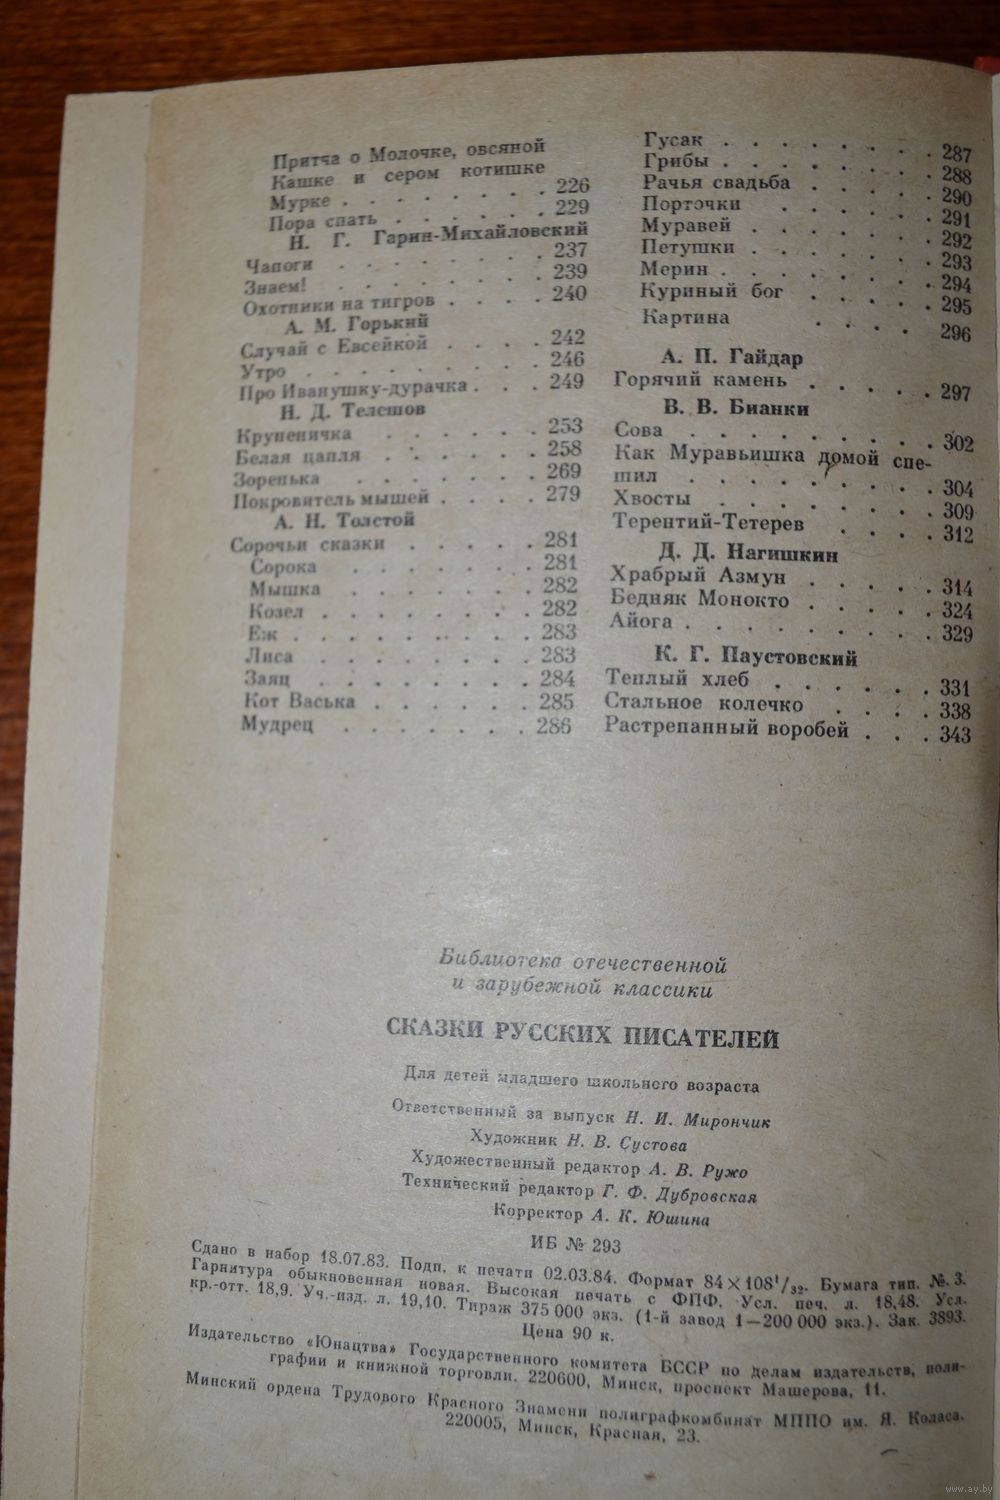 Притча о Молочке, овсяной
Кашке и сером котишке
Мурке . . . . . . . . 226
Пора спать . . . . . . 229
Н. Г. Гарин-Михайловский
Чапоги . . . . . . . . 237
Знаем! . . . . . . . . 239
Охотники на тигров . . . . 240
А. М. Горький
Случай с Евсейкой . . . . 242
Утро . . . . . . . . . 246
Про Иванушку-дурачка . . . 249
Н. Д. Телешов
Крупеничка . . . . . . 253
Белая цапля . . . . . . 258
Зоренька . . . . . . . 269
Покровитель мышей . . . . 279
А. Н. Толстой
Сорочьи сказки . . . . . 281
Сорока . . . . . . . 281
Мышка . . . . . . . 282
Козел . . . . . . . . 282
Еж . . . . . . . . . 283
Лиса . . . . . . . . 283
Заяц . . . . . . . . 284
Кот Васька . . . . . . 285
Мудрец . . . . . . . 286
Гусак . . . . . . . . 287
Грибы . . . . . . . . 288
Рачья свадьба . . . . . 290
Порточки . . . . . . 291
Муравей . . . . . . . 292
Петушки . . . . . . . 293
Мерин . . . . . . . . 294
Куриный бог . . . . . 295
Картина . . . . 296
А. П. Гайдар
Горячий камень . . . . . 297
В. В. Бианки
Сова . . . . . . . . . 302
Как Муравьишка домой спе-
шил . . . . . . . . . 304
Хвосты . . . . . . . . 309
Терентий-Тетерев . . . . 312
Д. Д. Нагишкин
Храбрый Азмун . . . . . 314
Бедняк Монокто . . . . . 324
Айога . . . . . . . . . 329
К. Г. Паустовский
Теплый хлеб . . . . . . 331
Стальное колечко . . . . 338
Растрепанный воробей . . . 343
Библиотека отечественной
и зарубежной классики
СКАЗКИ РУССКИХ ПИСАТЕЛЕЙ
Для детей младшего школьного возраста
Ответственный за выпуск Н. И. Мирончик
Художник Н. В. Сустова
Художественный редактор А. В. Ружо
Технический редактор Г. Ф. Дубровская
Корректор А. К. Юшина
ИБ № 293
Сдано в набор 18.07.83. Подп. к печати 02.03.84. Формат 84×108¹/₃₂. Бумага тип. № 3.
Гарнитура обыкновенная новая. Высокая печать с ФПФ. Усл. печ. л. 18,48. Усл.
кр.-отт. 18,9. Уч.-изд. л. 19,10. Тираж 375 000 экз. (1-й завод 1—200 000 экз.). Зак. 3893.
Цена 90 к.
Издательство «Юнацтва» Государственного комитета БССР по делам издательств, поли-
графии и книжной торговли. 220600, Минск, проспект Машерова, 11.
Минский ордена Трудового Красного Знамени полиграфкомбинат МППО им. Я. Коласа.
220005, Минск, Красная, 23.
www.ay.by